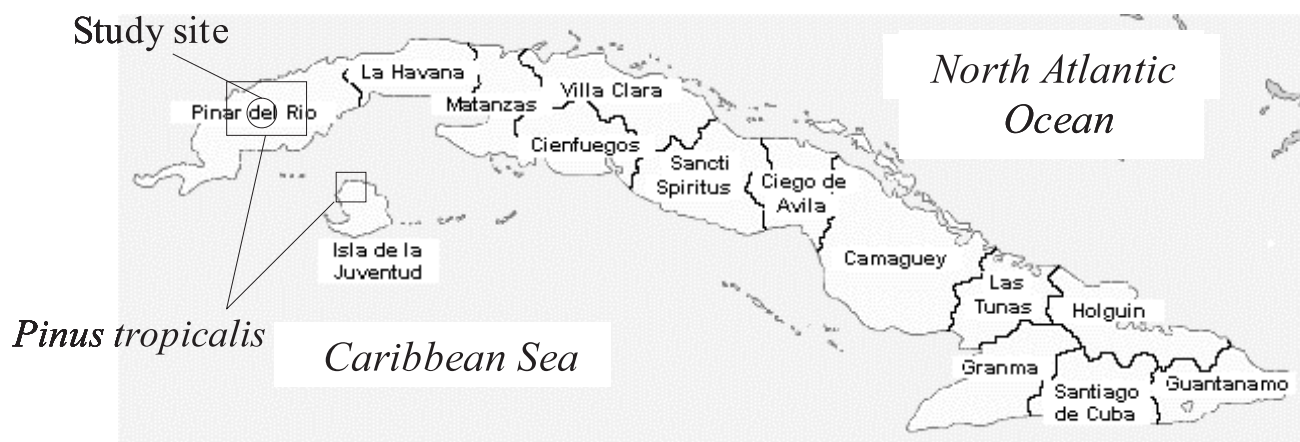 Study site
La Havana
North Atlantic
Ocean
Villa Clara
Matanzas
Pinar del Rio
Cienfuegos
Sancti
Spiritus
Ciego de
Avila
Isla de la
Juventud
Camaguey
Las
Tunas
Holguin
Pinus tropicalis
Caribbean Sea
Granma
Santiago
de Cuba
Guantanamo